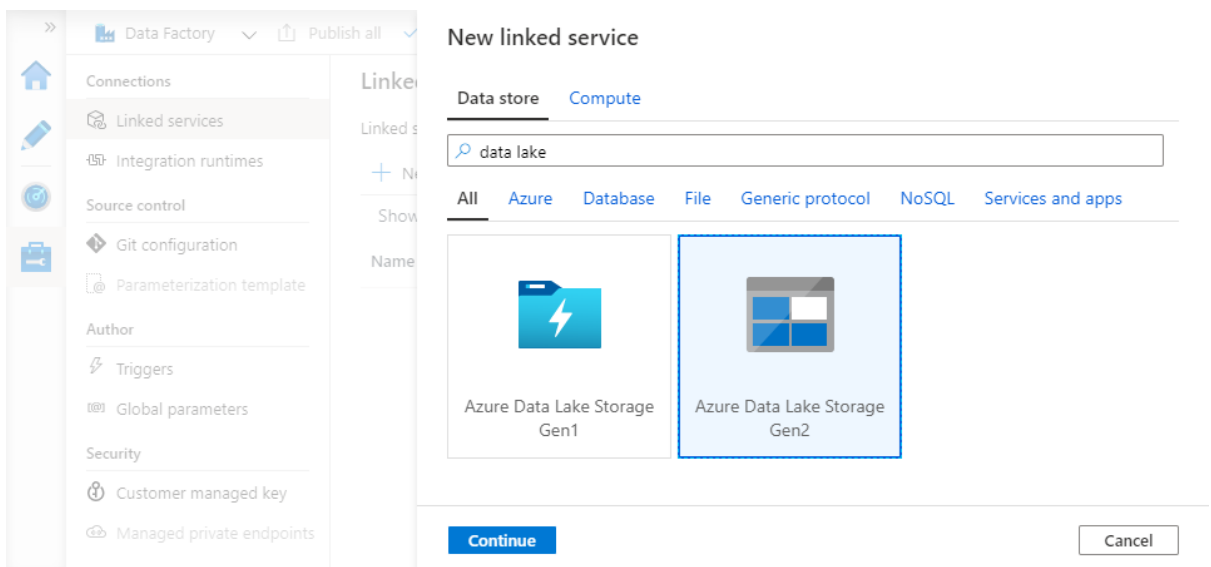 Data Factory
Publish all
Connections
Linked services
Integration runtimes
Source control
Git configuration
Parameterization template
Author
Triggers
Global parameters
Security
Customer managed key
Managed private endpoints
Linke
Linked s
Ne
Show
Name
New linked service
Data store Compute
data lake
All Azure Database File Generic protocol NoSQL Services and apps
Azure Data Lake Storage
Gen1
Azure Data Lake Storage
Gen2
Continue Cancel